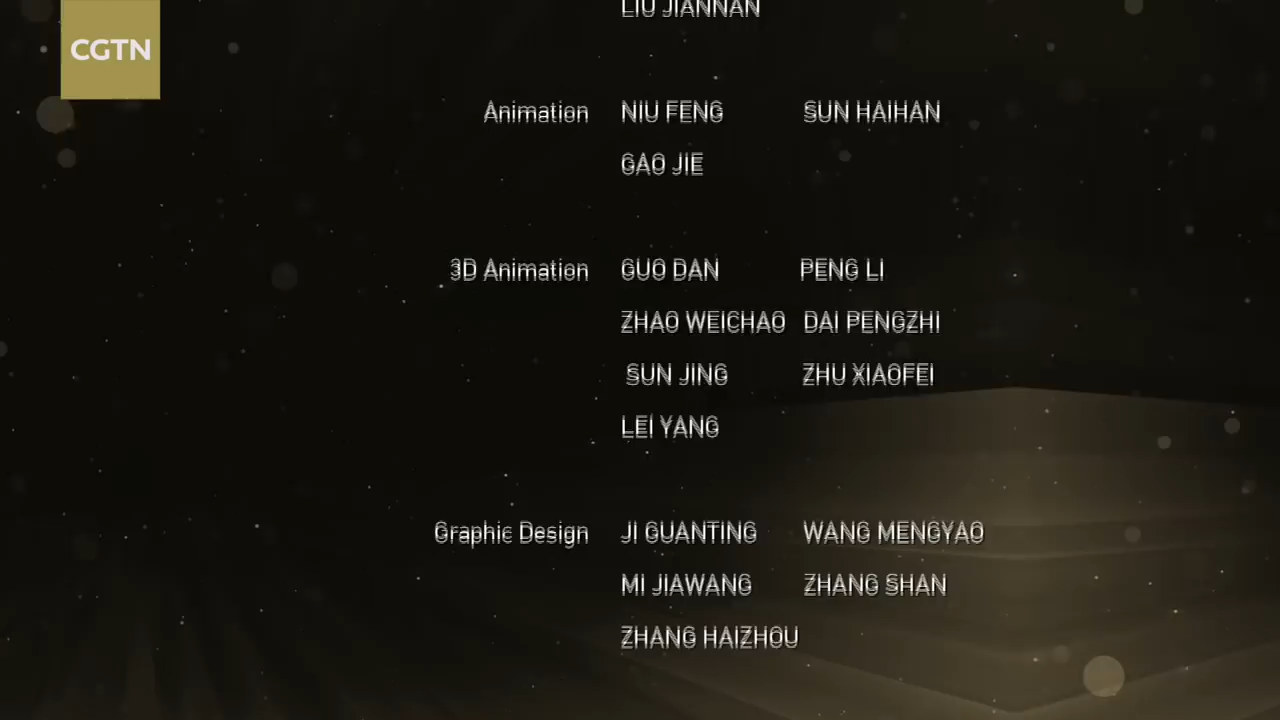 LIU JIANNAN
CGTN
Animation NIU FENG SUN HAIHAN
GAO JIE
3D Animation GUO DAN PENG LI
ZHAO WEICHAO DAI PENGZHI
SUN JING ZHU XIAOFEI
LEI YANG
Graphic Design JI GUANTING WANG MENGYAO
MI JIAWANG ZHANG SHAN
ZHANG HAIZHOU